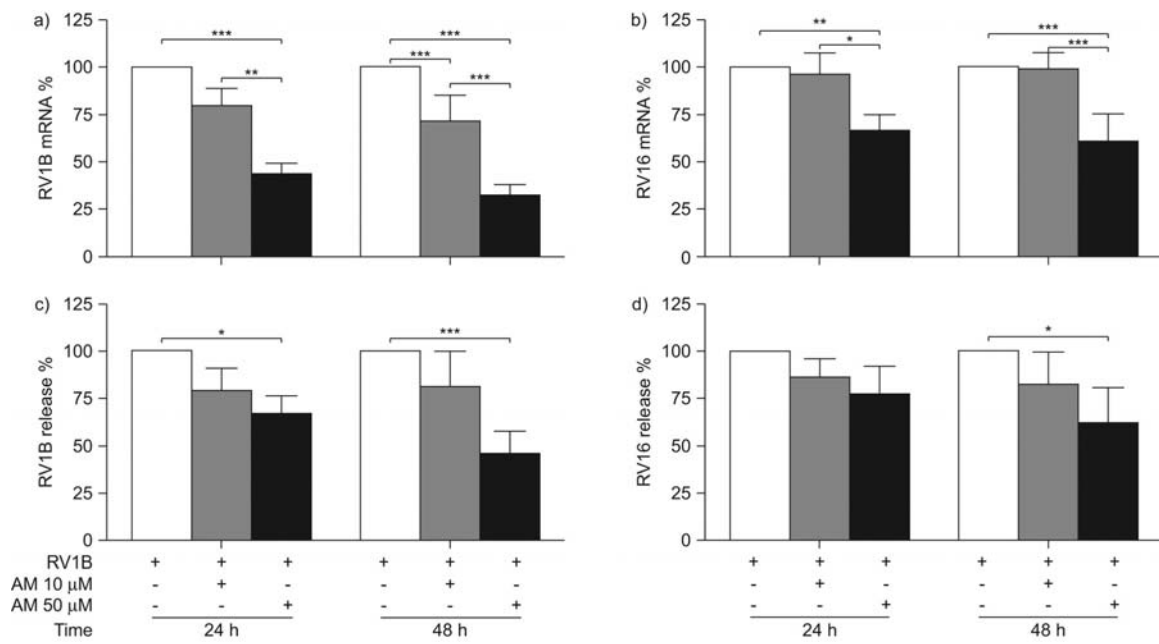 a) 125 *** ***
b) 125 ** ***
100 *** ***
100 * ***
75 **
75
RV1B mRNA %
50
25
0
RV16 mRNA %
50
25
0
c) 125
d) 125
* ***
*
100
100
75
75
RV1B release %
50
25
0
RV16 release %
50
25
0
RV1B + + + + + + + + + + + +
AM 10 μM - + - - + - - + - - + -
AM 50 μM - - + - - + - - + - - +
Time 24 h 48 h 24 h 48 h